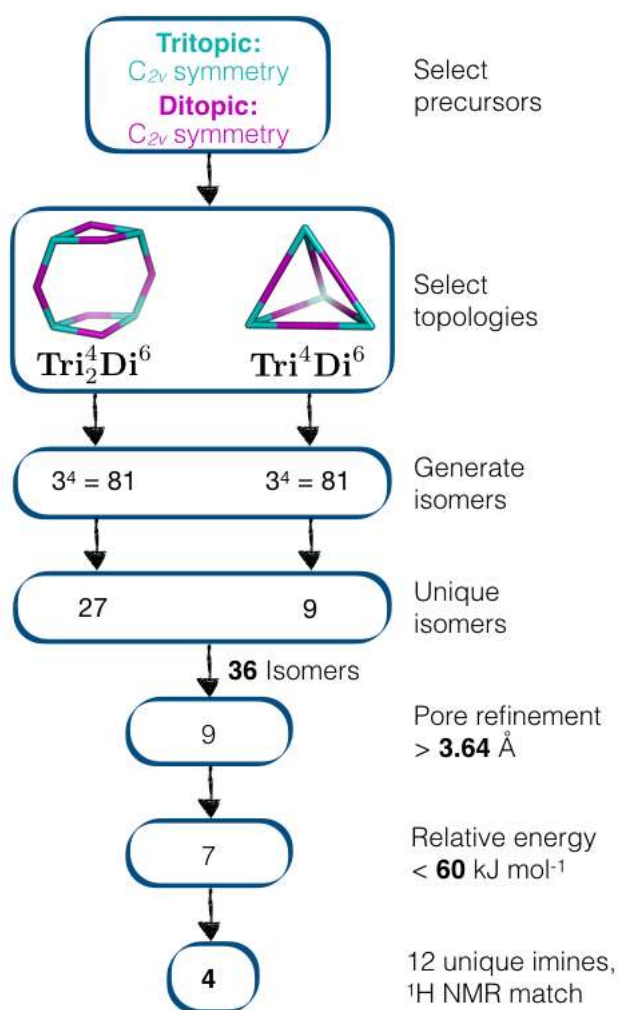 Tritopic:
C2v symmetry
Ditopic:
C2v symmetry
Select
precursors
Tri₂⁴Di⁶
Tri⁴Di⁶
Select
topologies
3⁴ = 81
3⁴ = 81
Generate
isomers
27
9
Unique
isomers
36 Isomers
9
Pore refinement
> 3.64 Å
7
Relative energy
< 60 kJ mol⁻¹
4
12 unique imines,
¹H NMR match